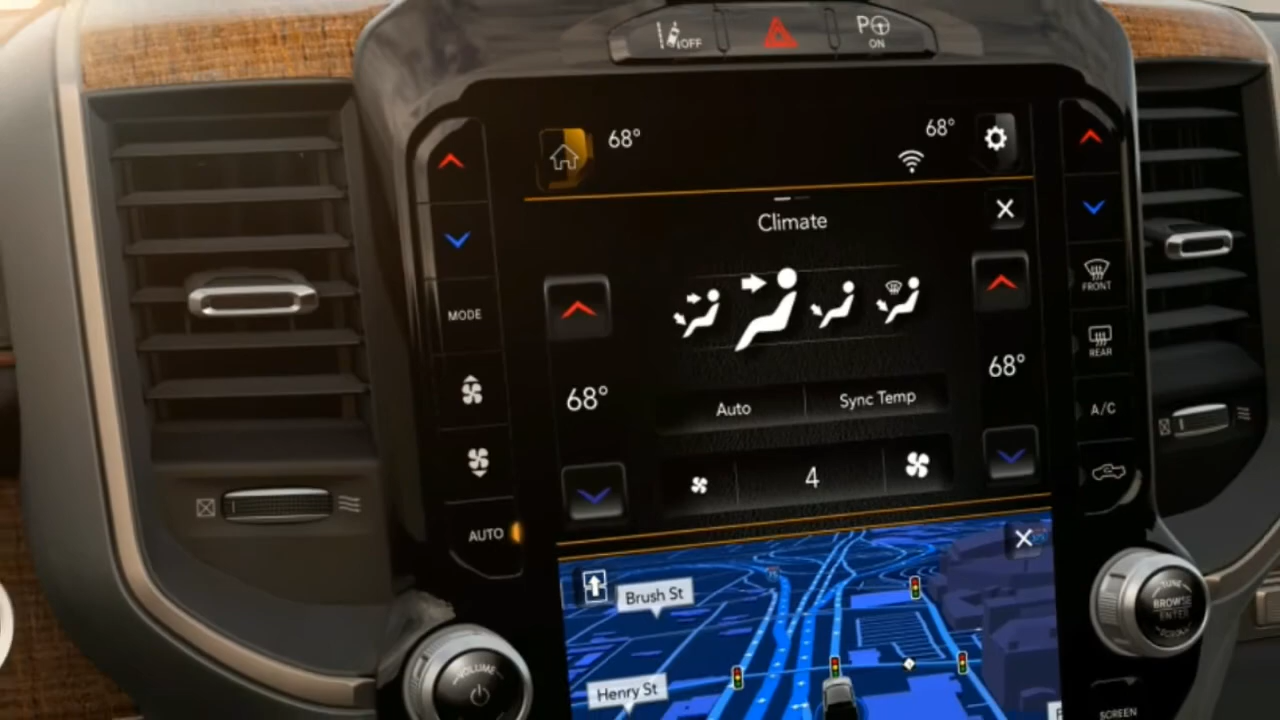 OFF
P
ON
68°
68°
Climate
MODE
FRONT
REAR
68°
68°
Auto
Sync Temp
A/C
4
AUTO
Brush St
Henry St
VOLUME
TUNE
BROWSE
ENTER
SCROLL
SCREEN